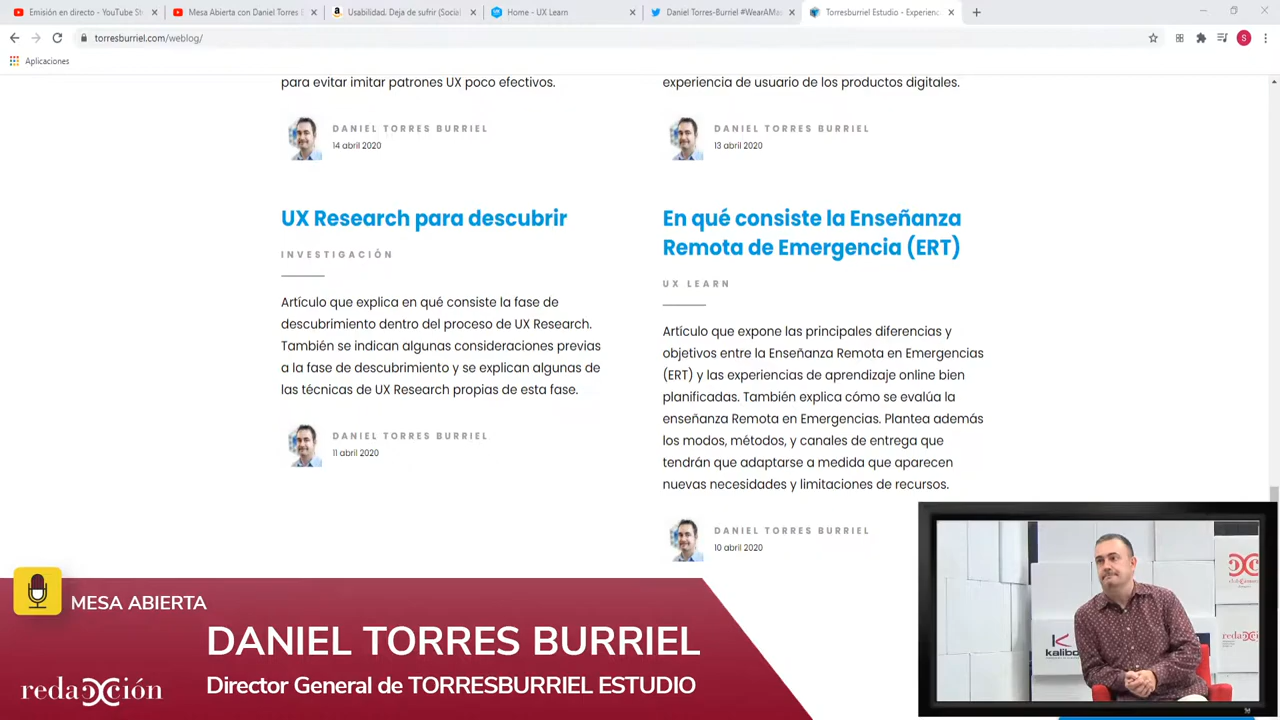 Emisión en directo - YouTube St
Mesa Abierta con Daniel Torres B
Usabilidad. Deja de sufrir (Social
Home - UX Learn
Daniel Torres-Burriel #WearAMas
Torresburriel Estudio - Experienc
torresburriel.com/weblog/
S
Aplicaciones
para evitar imitar patrones UX poco efectivos.
DANIEL TORRES BURRIEL
14 abril 2020
experiencia de usuario de los productos digitales.
DANIEL TORRES BURRIEL
13 abril 2020
UX Research para descubrir
INVESTIGACIÓN
Artículo que explica en qué consiste la fase de
descubrimiento dentro del proceso de UX Research.
También se indican algunas consideraciones previas
a la fase de descubrimiento y se explican algunas de
las técnicas de UX Research propias de esta fase.
DANIEL TORRES BURRIEL
11 abril 2020
En qué consiste la Enseñanza
Remota de Emergencia (ERT)
UX LEARN
Artículo que expone las principales diferencias y
objetivos entre la Enseñanza Remota en Emergencias
(ERT) y las experiencias de aprendizaje online bien
planificadas. También explica cómo se evalúa la
enseñanza Remota en Emergencias. Plantea además
los modos, métodos, y canales de entrega que
tendrán que adaptarse a medida que aparecen
nuevas necesidades y limitaciones de recursos.
DANIEL TORRES BURRIEL
10 abril 2020
MESA ABIERTA
DANIEL TORRES BURRIEL
Director General de TORRESBURRIEL ESTUDIO
redacción
kalibo